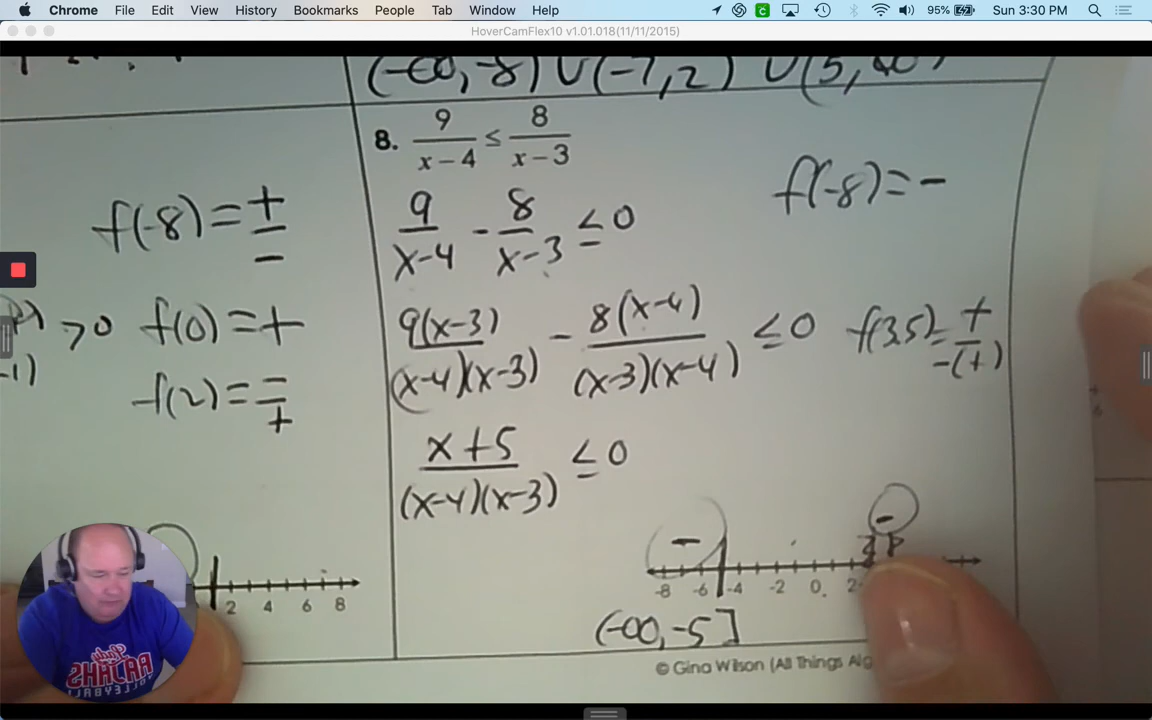 Chrome File Edit View History Bookmarks People Tab Window Help 95% Sun 3:30 PM
HoverCamFlex10 v1.01.018(11/11/2015)
(-∞, -8) ∪ (-7, 2) ∪ (5, ∞)
8. 9/(x-4) ≤ 8/(x-3)
f(-8) = -
f(-8) = +/-
9/(x-4) - 8/(x-3) ≤ 0
>0 f(0) = +
9(x-3)/((x-4)(x-3)) - 8(x-4)/((x-3)(x-4)) ≤ 0
f(3.5) = +/(-(+))
-1)
f(2) = -/+
(x+5)/((x-4)(x-3)) ≤ 0
- -
2 4 6 8
-8 -6 -4 -2 0 2
(-∞, -5]
© Gina Wilson (All Things Alg